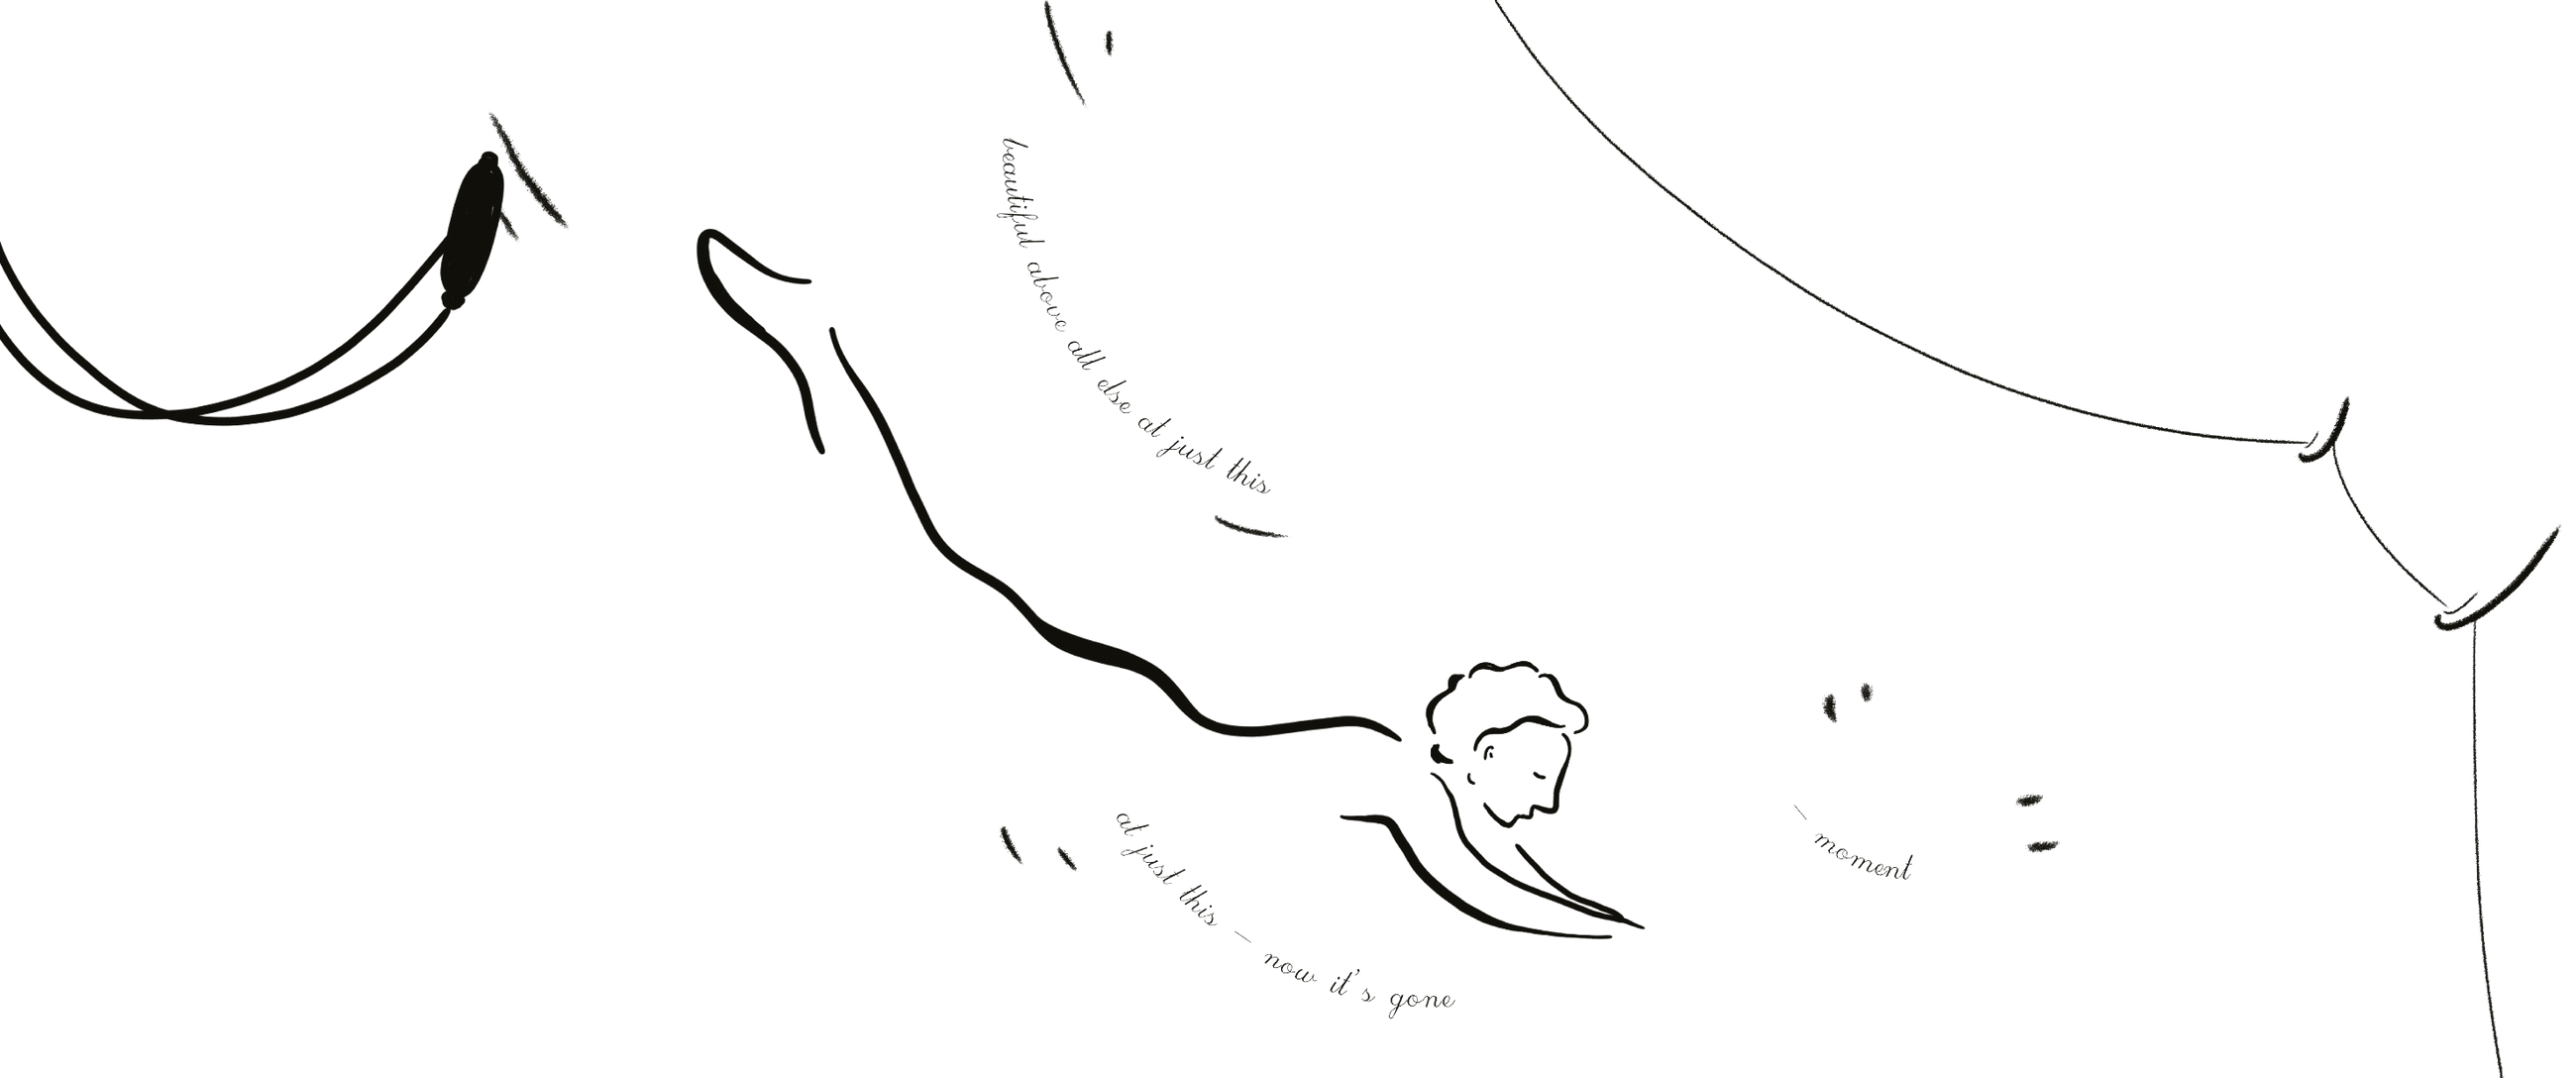 beautiful above all else at just this
at just this — now it's gone
— moment